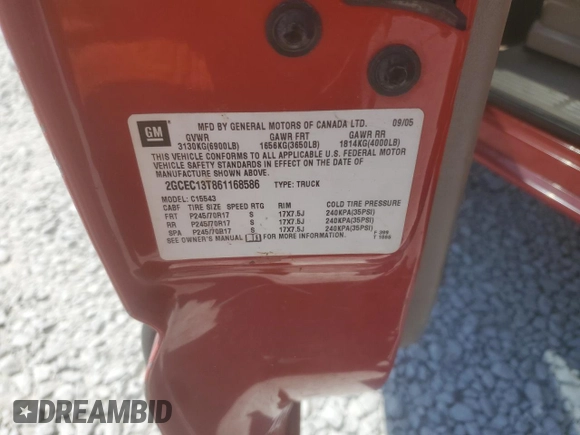 GM
MFD BY GENERAL MOTORS OF CANADA LTD. 09/05
GVWR GAWR FRT GAWR RR
3130KG(6900LB) 1656KG(3650LB) 1814KG(4000LB)
THIS VEHICLE CONFORMS TO ALL APPLICABLE U.S. FEDERAL MOTOR
VEHICLE SAFETY STANDARDS IN EFFECT ON THE DATE OF
MANUFACTURE SHOWN ABOVE.
2GCEC13T861168586 TYPE: TRUCK
MODEL: C15543
TIRE SIZE SPEED RTG RIM COLD TIRE PRESSURE
FRT P245/70R17 S 17X7.5J 240KPA(35PSI)
RR P245/70R17 S 17X7.5J 240KPA(35PSI)
SPA P245/70R17 S 17X7.5J 240KPA(35PSI)
SEE OWNER'S MANUAL FOR MORE INFORMATION.
DREAMBID